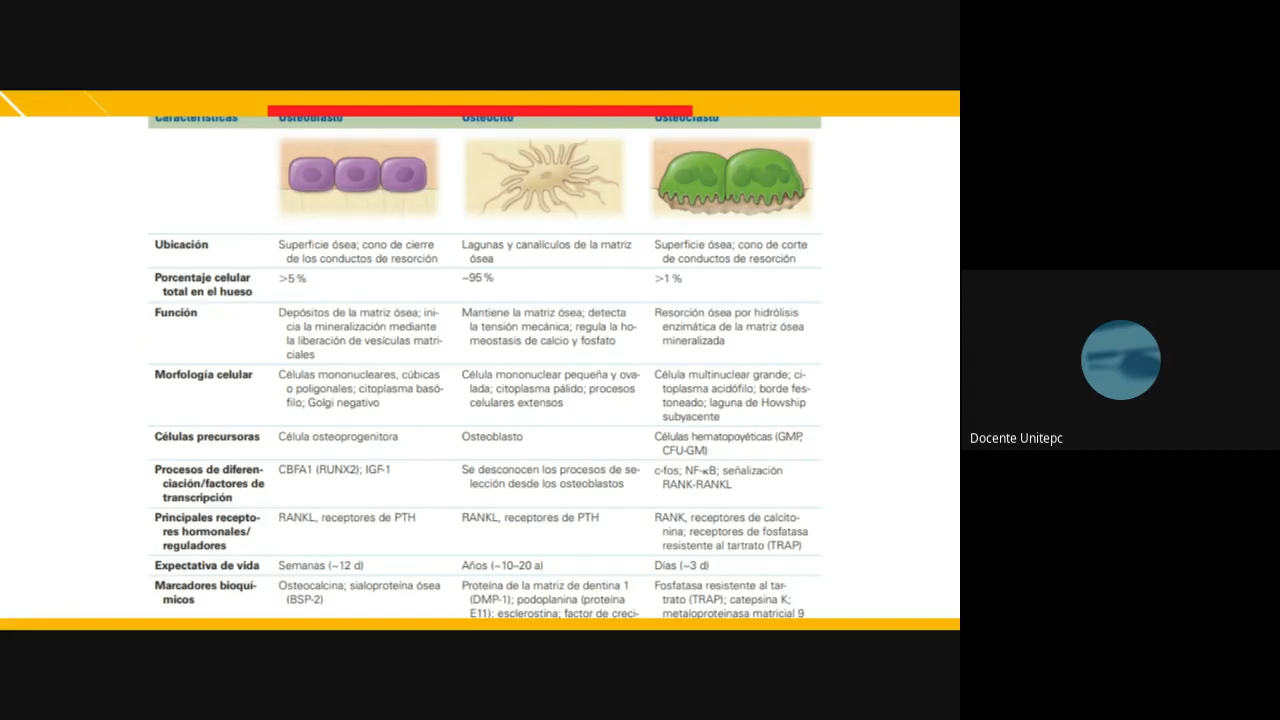 Características Osteoblasto Osteocito Osteoclasto
Ubicación Superficie ósea; cono de cierre Lagunas y canalículos de la matriz Superficie ósea; cono de corte
de los conductos de resorción ósea de conductos de resorción
Porcentaje celular >5 % ~95 % >1 %
total en el hueso
Función Depósitos de la matriz ósea; ini- Mantiene la matriz ósea; detecta Resorción ósea por hidrólisis
cia la mineralización mediante la tensión mecánica; regula la ho- enzimática de la matriz ósea
la liberación de vesículas matri- meostasis de calcio y fosfato mineralizada
ciales
Morfología celular Células mononucleares, cúbicas Célula mononuclear pequeña y ova- Célula multinuclear grande; ci-
o poligonales; citoplasma basó- lada; citoplasma pálido; procesos toplasma acidófilo; borde fes-
filo; Golgi negativo celulares extensos toneado; laguna de Howship
subyacente
Células precursoras Célula osteoprogenitora Osteoblasto Células hematopoyéticas (GMP,
CFU-GM)
Procesos de diferen- CBFA1 (RUNX2); IGF-1 Se desconocen los procesos de se- c-fos; NF-κB; señalización
ciación/factores de lección desde los osteoblastos RANK-RANKL
transcripción
Principales recepto- RANKL, receptores de PTH RANKL, receptores de PTH RANK, receptores de calcito-
res hormonales/ nina; receptores de fosfatasa
reguladores resistente al tartrato (TRAP)
Expectativa de vida Semanas (~12 d) Años (~10–20 a) Días (~3 d)
Marcadores bioquí- Osteocalcina; sialoproteína ósea Proteína de la matriz de dentina 1 Fosfatasa resistente al tar-
micos (BSP-2) (DMP-1); podoplanina (proteína trato (TRAP); catepsina K;
E11); esclerostina; factor de creci- metaloproteinasa matricial 9
Docente Unitepc